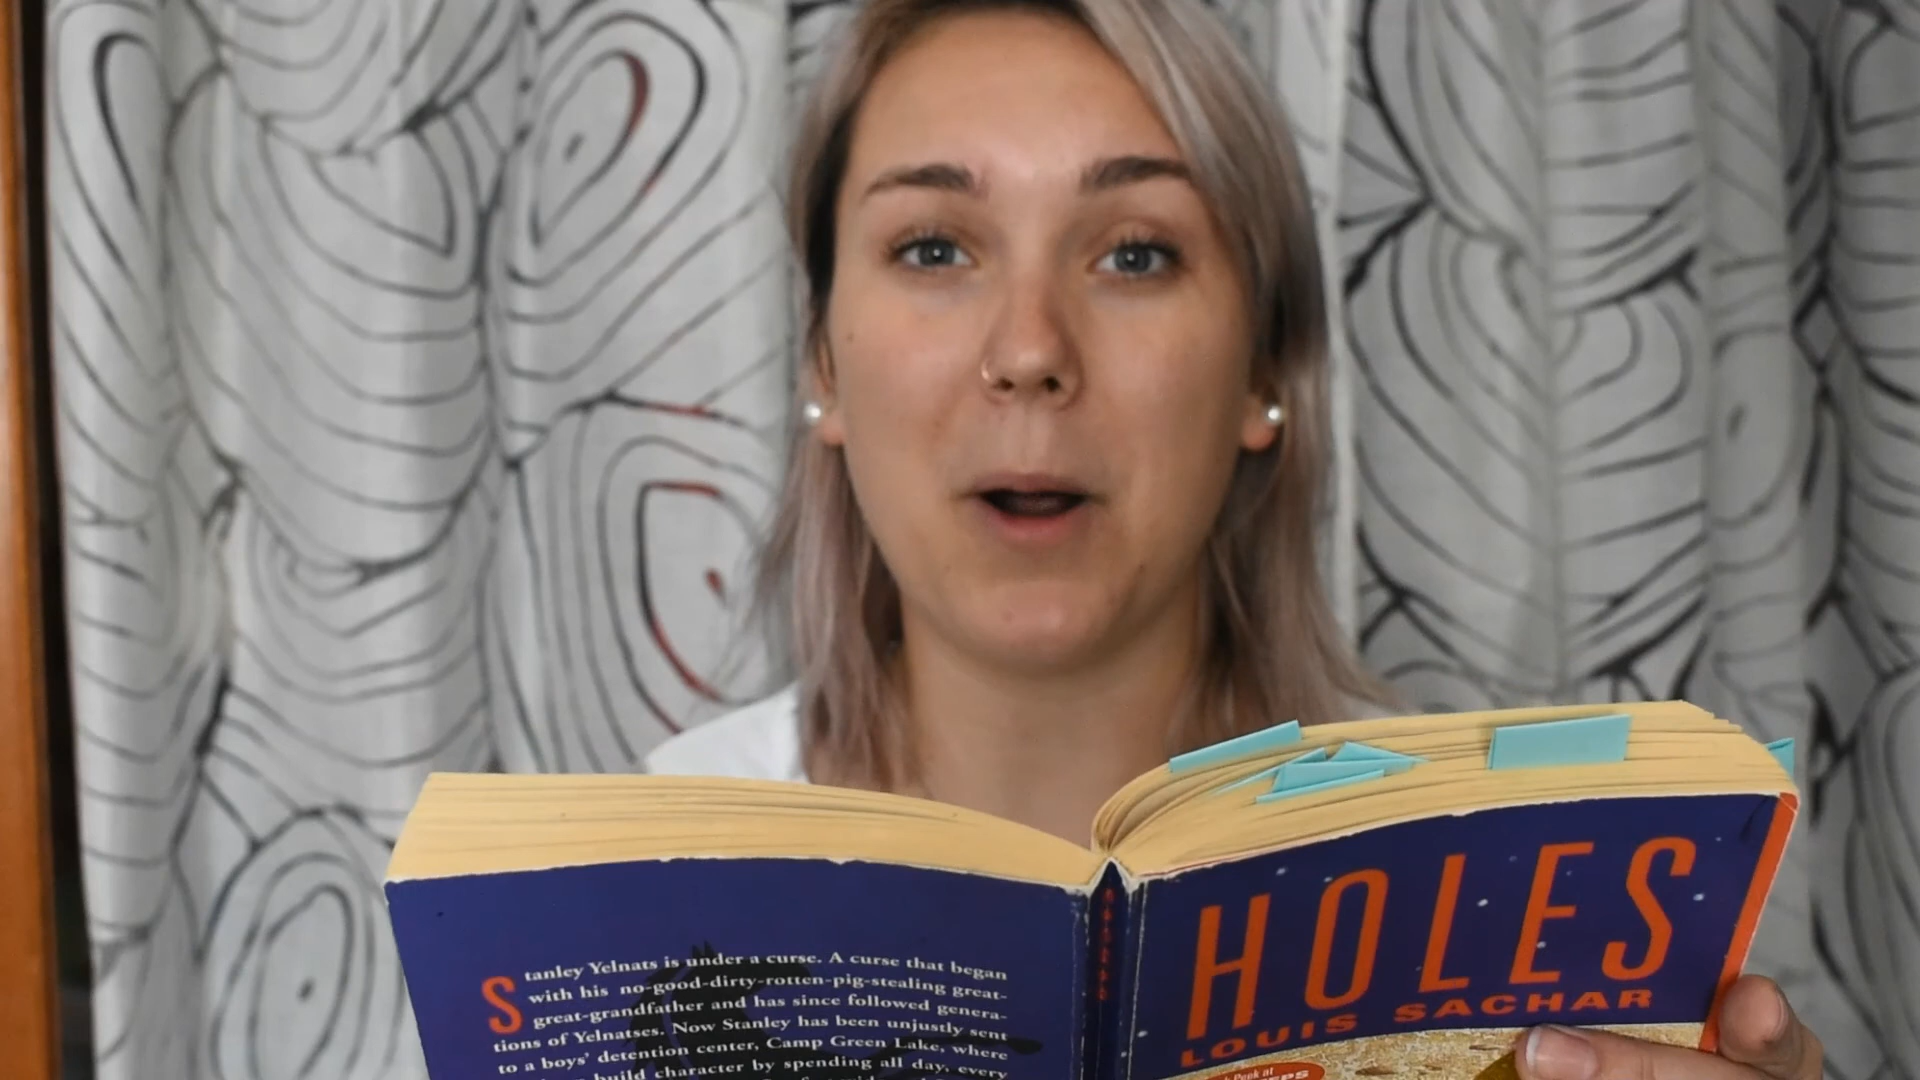 Stanley Yelnats is under a curse. A curse that began
with his no-good-dirty-rotten-pig-stealing great-
great-grandfather and has since followed genera-
tions of Yelnatses. Now Stanley has been unjustly sent
to a boys' detention center, Camp Green Lake, where
build character by spending all day, every
HOLES
LOUIS SACHAR
Peek at